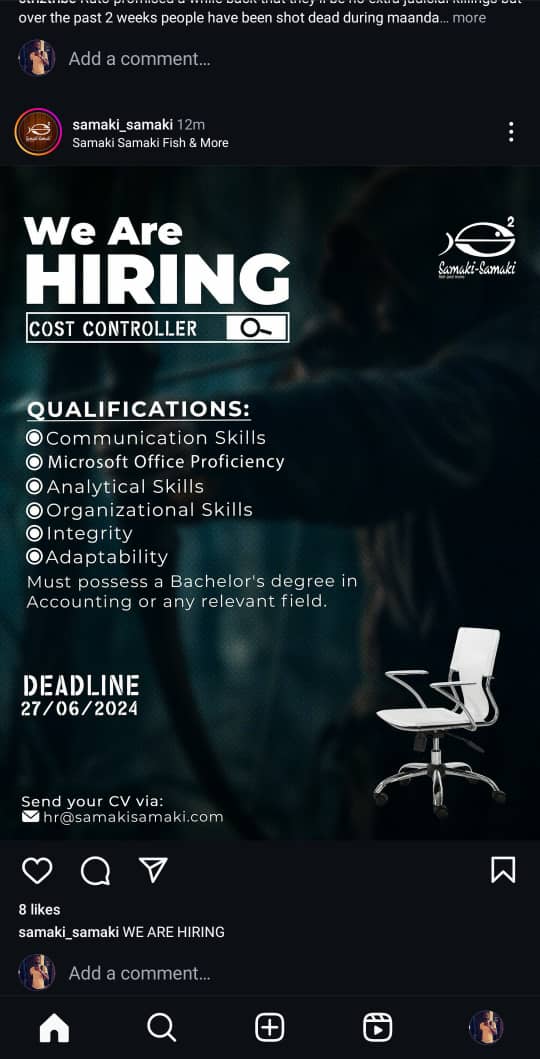 over the past 2 weeks people have been shot dead during maanda... more
Add a comment...
samaki_samaki 12m
Samaki Samaki Fish & More
We Are
HIRING
2
Samaki-Samaki
COST CONTROLLER
QUALIFICATIONS:
Communication Skills
Microsoft Office Proficiency
Analytical Skills
Organizational Skills
Integrity
Adaptability
Must possess a Bachelor's degree in
Accounting or any relevant field.
DEADLINE
27/06/2024
Send your CV via:
hr@samakisamaki.com
8 likes
samaki_samaki WE ARE HIRING
Add a comment...